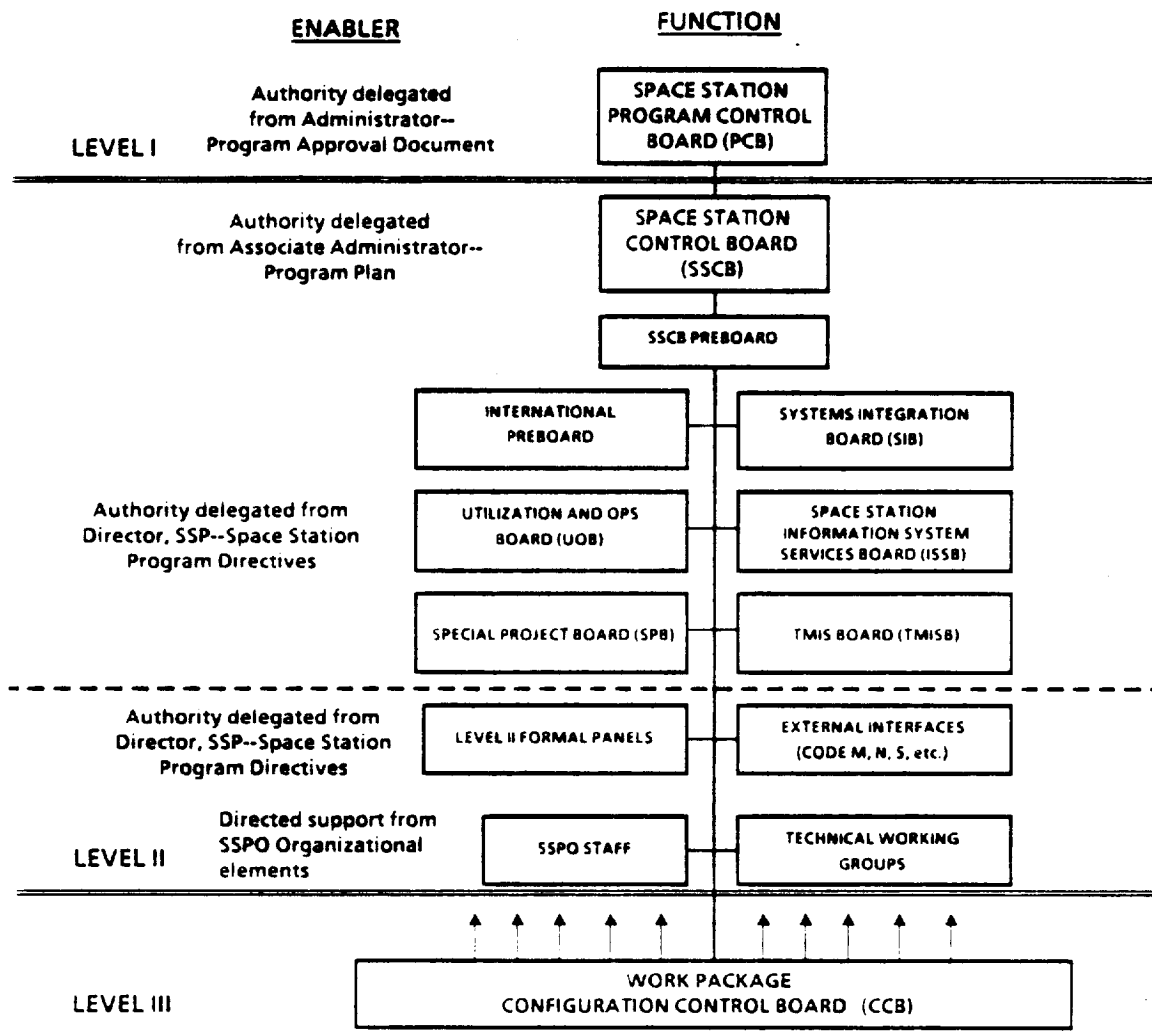 ENABLER
FUNCTION
Authority delegated
from Administrator--
Program Approval Document
LEVEL I
SPACE STATION
PROGRAM CONTROL
BOARD (PCB)
Authority delegated
from Associate Administrator--
Program Plan
SPACE STATION
CONTROL BOARD
(SSCB)
SSCB PREBOARD
INTERNATIONAL
PREBOARD
SYSTEMS INTEGRATION
BOARD (SIB)
Authority delegated from
Director, SSP--Space Station
Program Directives
UTILIZATION AND OPS
BOARD (UOB)
SPACE STATION
INFORMATION SYSTEM
SERVICES BOARD (ISSB)
SPECIAL PROJECT BOARD (SPB)
TMIS BOARD (TMISB)
Authority delegated from
Director, SSP--Space Station
Program Directives
LEVEL II FORMAL PANELS
EXTERNAL INTERFACES
(CODE M, N, S, etc.)
Directed support from
SSPO Organizational
elements
LEVEL II
SSPO STAFF
TECHNICAL WORKING
GROUPS
WORK PACKAGE
CONFIGURATION CONTROL BOARD (CCB)
LEVEL III